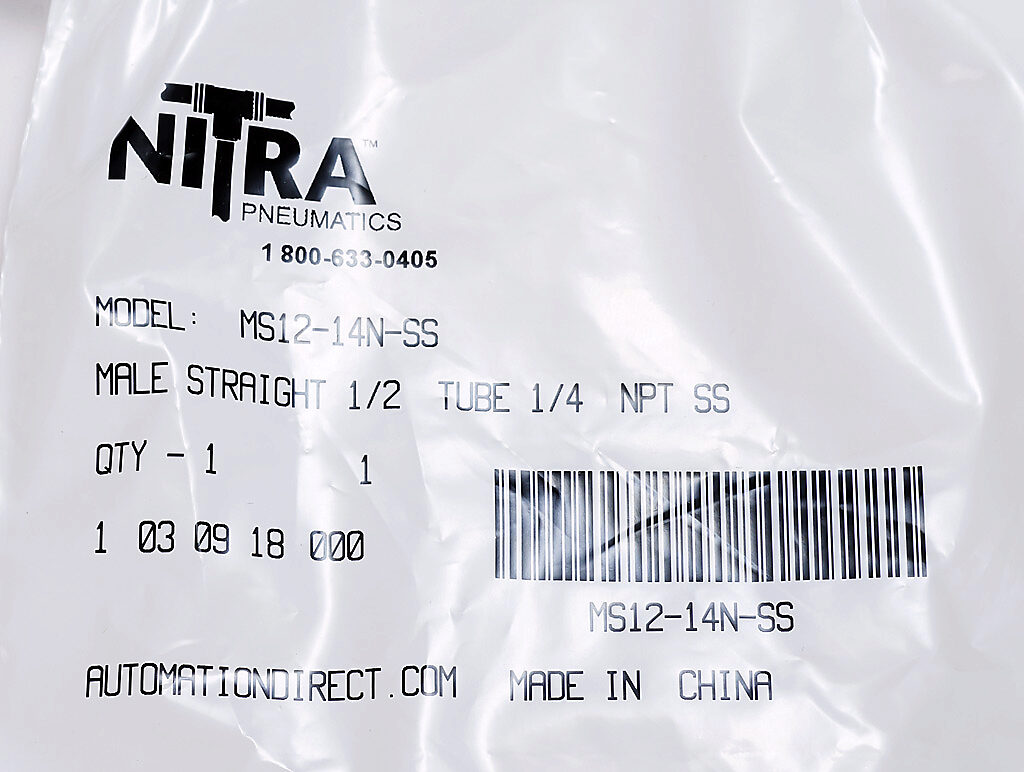 NITRA™
PNEUMATICS
1 800-633-0405
MODEL: MS12-14N-SS
MALE STRAIGHT 1/2 TUBE 1/4 NPT SS
QTY - 1 1
1 03 09 18 000
MS12-14N-SS
AUTOMATIONDIRECT.COM MADE IN CHINA